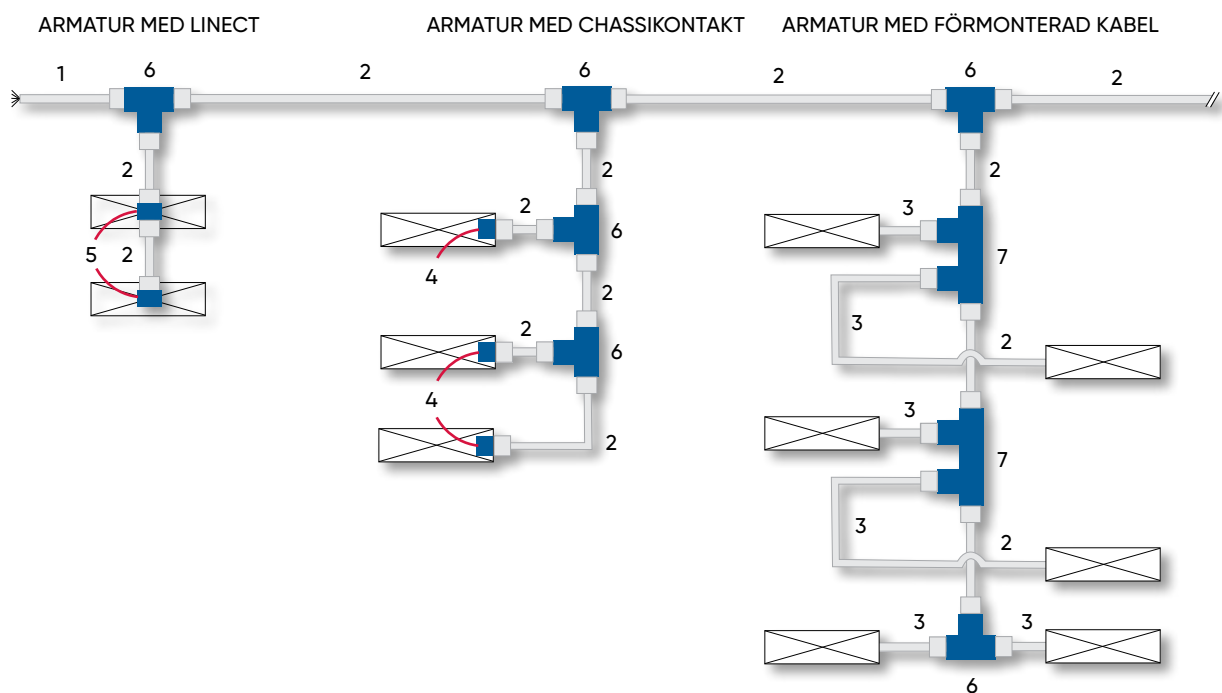 ARMATUR MED LINECT
ARMATUR MED CHASSIKONTAKT
ARMATUR MED FÖRMONTERAD KABEL
1 6 2 6 2 6 2
2 2 2
2 6 3 7
5 2 4
2 3
2 6 2
4 3 7
2
3 2
3 3
6